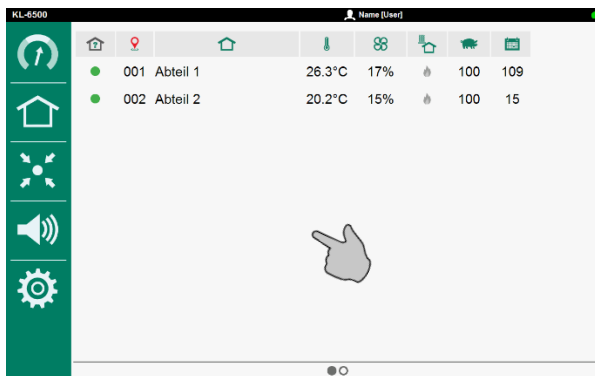 KL-6500 Name [User]
?
001 Abteil 1 26.3°C 17% 100 109
002 Abteil 2 20.2°C 15% 100 15